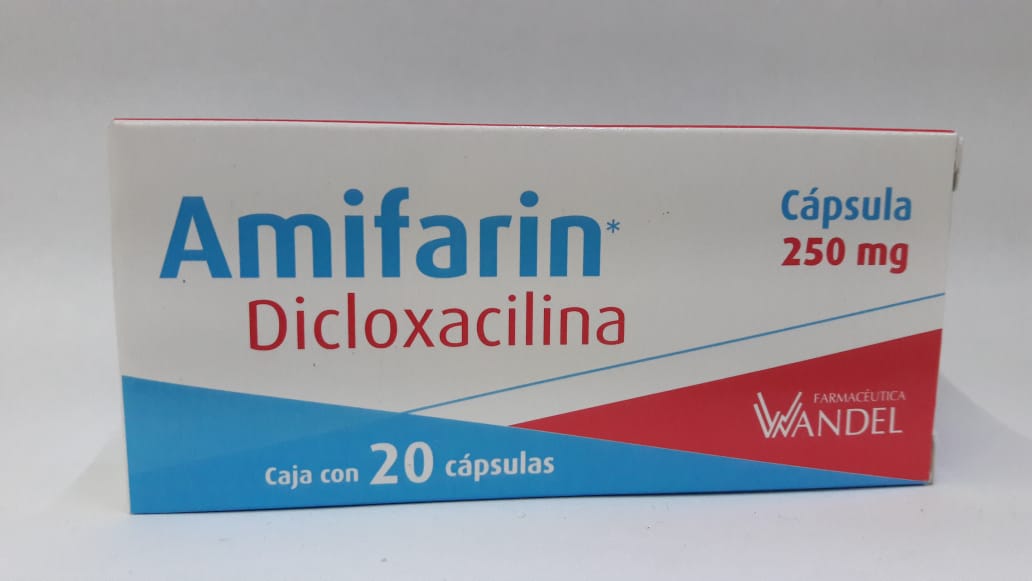 Amifarin*
Dicloxacilina
Cápsula
250 mg
FARMACÉUTICA
WANDEL
Caja con 20 cápsulas